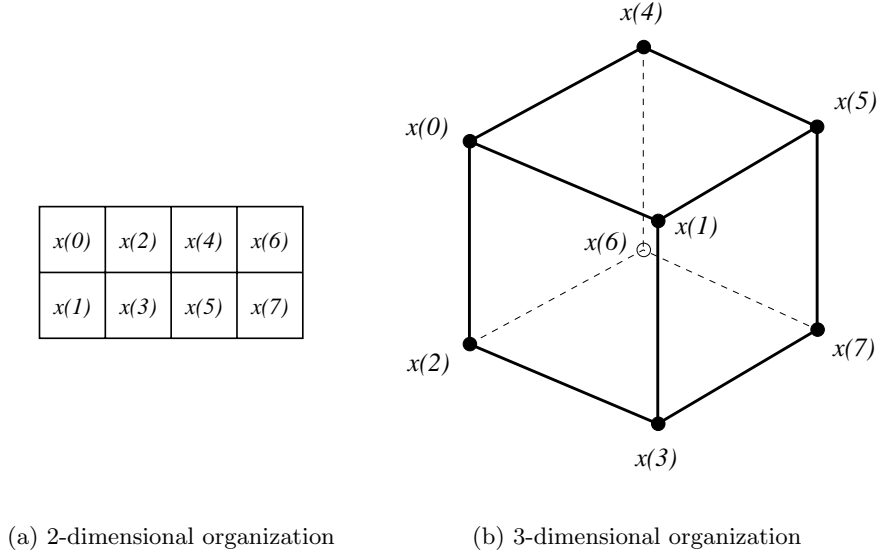 x(4)
x(5)
x(0)
x(0) x(2) x(4) x(6)
x(6) x(1)
x(1) x(3) x(5) x(7)
x(2)
x(7)
x(3)
(a) 2-dimensional organization
(b) 3-dimensional organization